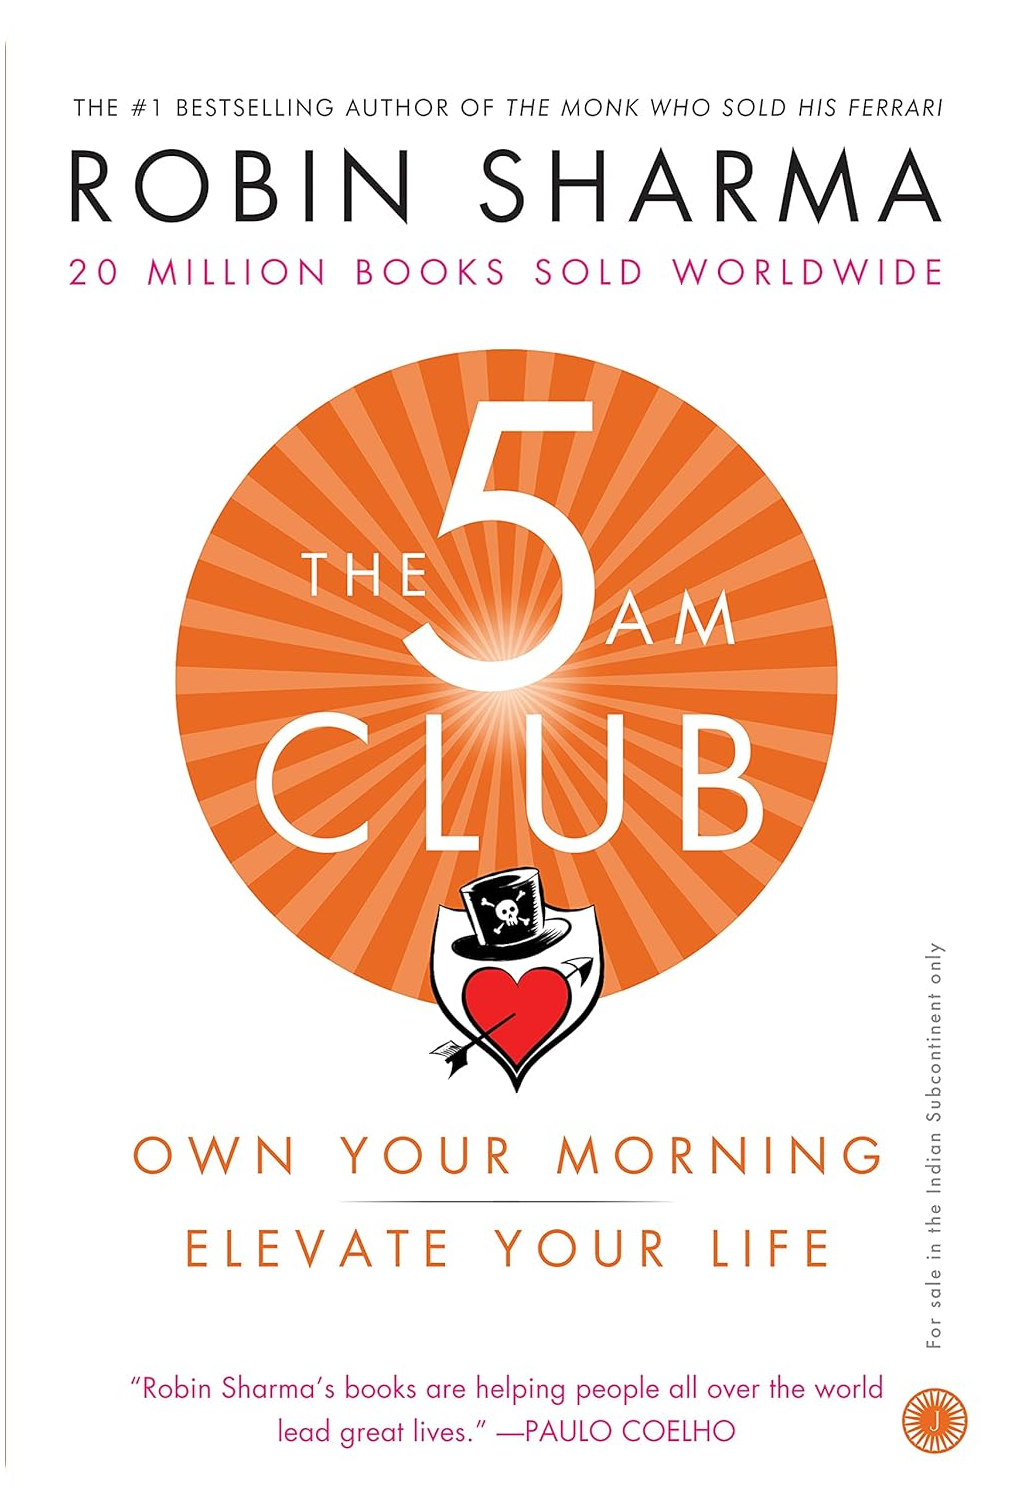 THE #1 BESTSELLING AUTHOR OF THE MONK WHO SOLD HIS FERRARI
ROBIN SHARMA
20 MILLION BOOKS SOLD WORLDWIDE
THE 5 AM
CLUB
OWN YOUR MORNING
ELEVATE YOUR LIFE
For sale in the Indian Subcontinent only
“Robin Sharma’s books are helping people all over the world
lead great lives.” —PAULO COELHO
J